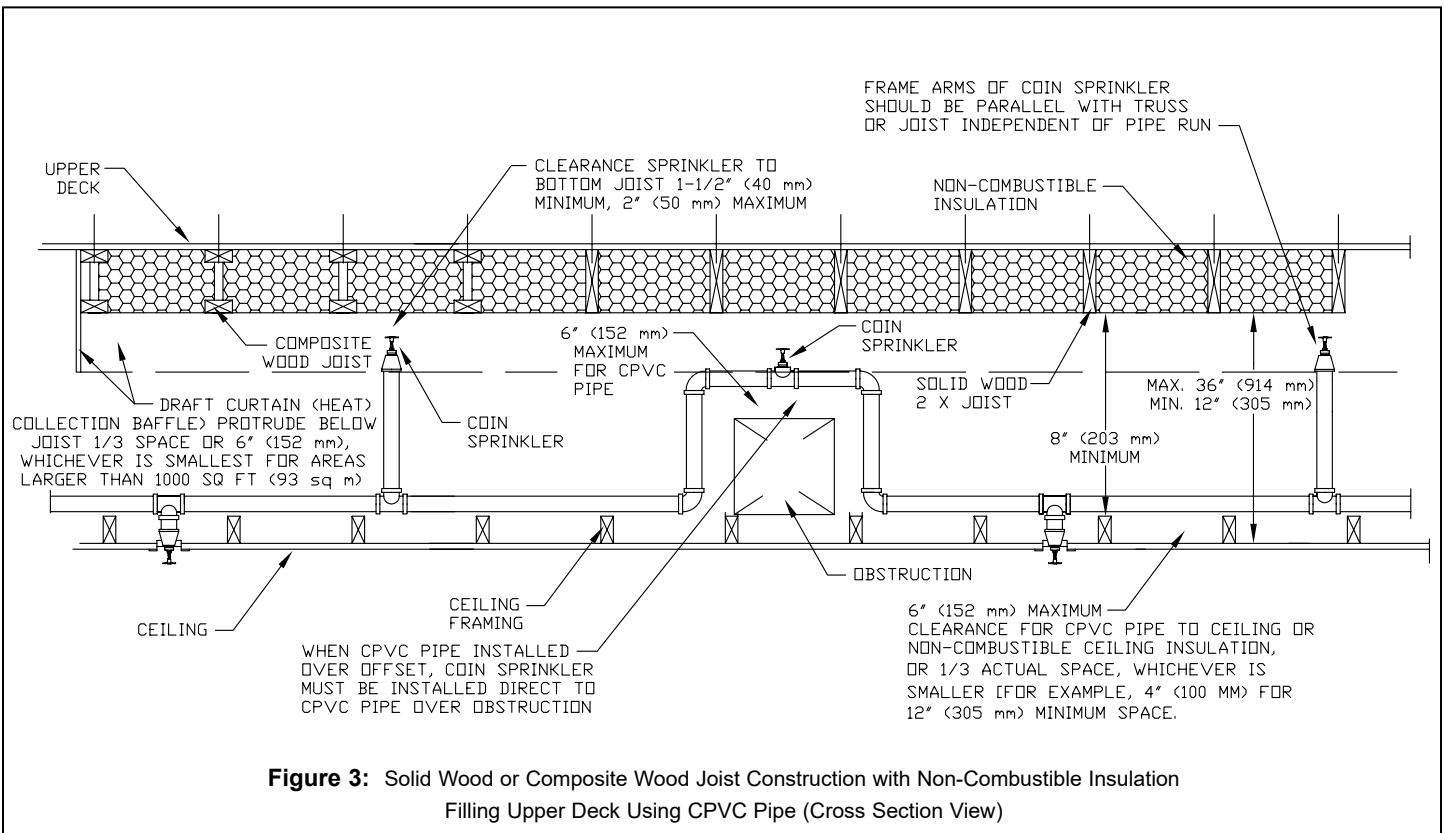 FRAME ARMS OF COIN SPRINKLER
SHOULD BE PARALLEL WITH TRUSS
OR JOIST INDEPENDENT OF PIPE RUN
UPPER
DECK
CLEARANCE SPRINKLER TO
BOTTOM JOIST 1-1/2" (40 mm)
MINIMUM, 2" (50 mm) MAXIMUM
NON-COMBUSTIBLE
INSULATION
COMPOSITE
WOOD JOIST
6" (152 mm)
MAXIMUM
FOR CPVC
PIPE
COIN
SPRINKLER
SOLID WOOD
2 X JOIST
MAX. 36" (914 mm)
MIN. 12" (305 mm)
DRAFT CURTAIN (HEAT)
COLLECTION BAFFLE) PROTRUDE BELOW
JOIST 1/3 SPACE OR 6" (152 mm),
WHICHEVER IS SMALLEST FOR AREAS
LARGER THAN 1000 SQ FT (93 sq m)
COIN
SPRINKLER
8" (203 mm)
MINIMUM
OBSTRUCTION
CEILING
CEILING
FRAMING
WHEN CPVC PIPE INSTALLED
OVER OFFSET, COIN SPRINKLER
MUST BE INSTALLED DIRECT TO
CPVC PIPE OVER OBSTRUCTION
6" (152 mm) MAXIMUM
CLEARANCE FOR CPVC PIPE TO CEILING OR
NON-COMBUSTIBLE CEILING INSULATION,
OR 1/3 ACTUAL SPACE, WHICHEVER IS
SMALLER [FOR EXAMPLE, 4" (100 MM) FOR
12" (305 mm) MINIMUM SPACE.
Figure 3: Solid Wood or Composite Wood Joist Construction with Non-Combustible Insulation
Filling Upper Deck Using CPVC Pipe (Cross Section View)